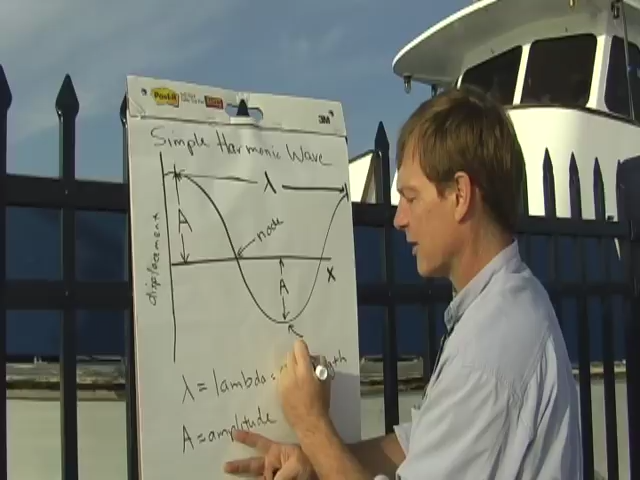 Post-it
3M
Simple Harmonic Wave
λ
A
node
displacement
x
A
λ = lambda =
A = amplitude